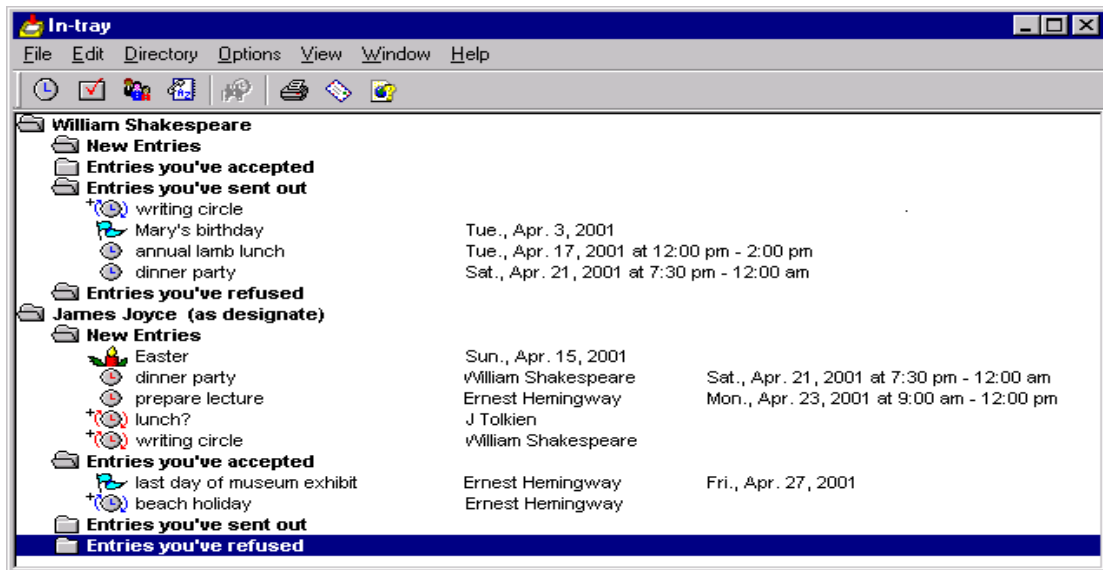 In-tray
File Edit Directory Options View Window Help
William Shakespeare
New Entries
Entries you've accepted
Entries you've sent out
writing circle
Mary's birthday Tue., Apr. 3, 2001
annual lamb lunch Tue., Apr. 17, 2001 at 12:00 pm - 2:00 pm
dinner party Sat., Apr. 21, 2001 at 7:30 pm - 12:00 am
Entries you've refused
James Joyce (as designate)
New Entries
Easter Sun., Apr. 15, 2001
dinner party William Shakespeare Sat., Apr. 21, 2001 at 7:30 pm - 12:00 am
prepare lecture Ernest Hemingway Mon., Apr. 23, 2001 at 9:00 am - 12:00 pm
lunch? J Tolkien
writing circle William Shakespeare
Entries you've accepted
last day of museum exhibit Ernest Hemingway Fri., Apr. 27, 2001
beach holiday Ernest Hemingway
Entries you've sent out
Entries you've refused